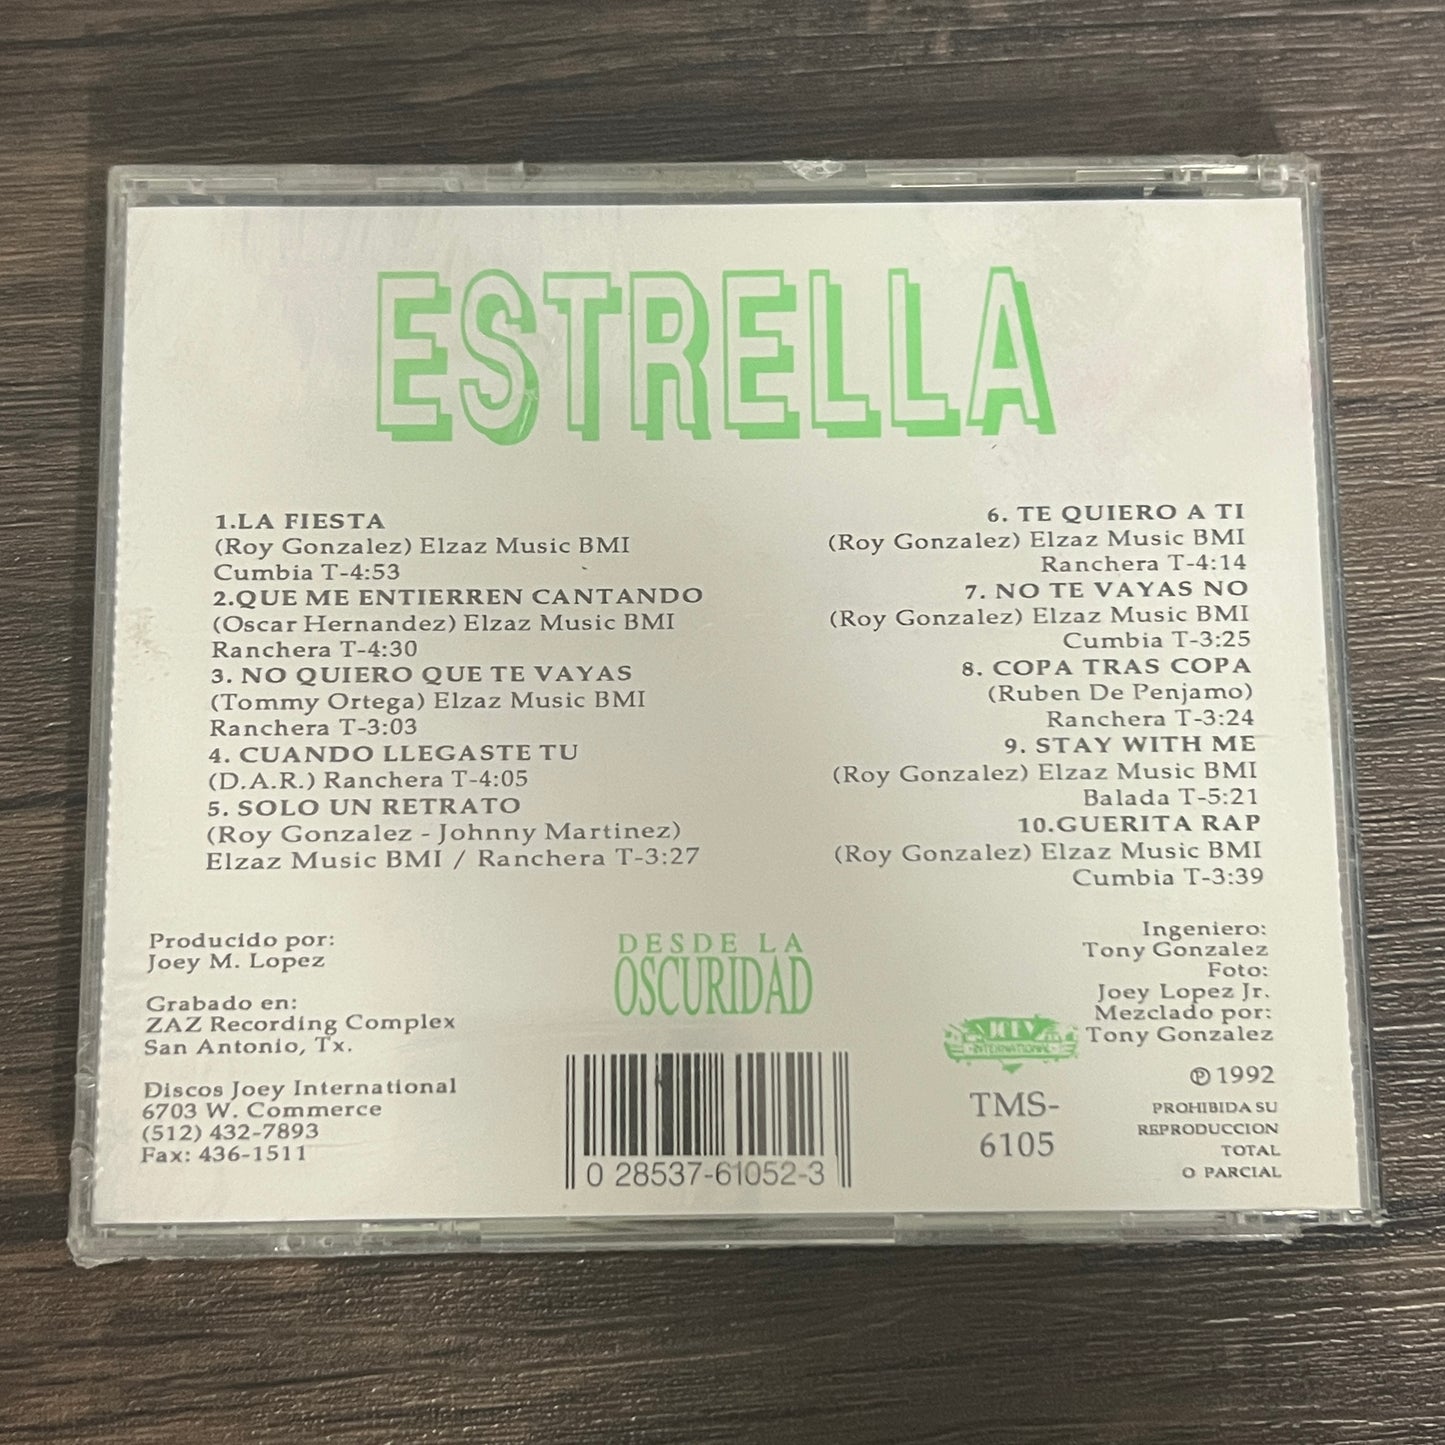 ESTRELLA
1.LA FIESTA
(Roy Gonzalez) Elzaz Music BMI
Cumbia T-4:53
2.QUE ME ENTIERREN CANTANDO
(Oscar Hernandez) Elzaz Music BMI
Ranchera T-4:30
3. NO QUIERO QUE TE VAYAS
(Tommy Ortega) Elzaz Music BMI
Ranchera T-3:03
4. CUANDO LLEGASTE TU
(D.A.R.) Ranchera T-4:05
5. SOLO UN RETRATO
(Roy Gonzalez - Johnny Martinez)
Elzaz Music BMI / Ranchera T-3:27
6. TE QUIERO A TI
(Roy Gonzalez) Elzaz Music BMI
Ranchera T-4:14
7. NO TE VAYAS NO
(Roy Gonzalez) Elzaz Music BMI
Cumbia T-3:25
8. COPA TRAS COPA
(Ruben De Penjamo)
Ranchera T-3:24
9. STAY WITH ME
(Roy Gonzalez) Elzaz Music BMI
Balada T-5:21
10.GUERITA RAP
(Roy Gonzalez) Elzaz Music BMI
Cumbia T-3:39
Producido por:
Joey M. Lopez
Grabado en:
ZAZ Recording Complex
San Antonio, Tx.
Discos Joey International
6703 W. Commerce
(512) 432-7893
Fax: 436-1511
DESDE LA
OSCURIDAD
0 28537-61052-3
Ingeniero:
Tony Gonzalez
Foto:
Joey Lopez Jr.
Mezclado por:
Tony Gonzalez
INTERNATIONAL
TMS-
6105
℗ 1992
PROHIBIDA SU
REPRODUCCION
TOTAL
O PARCIAL